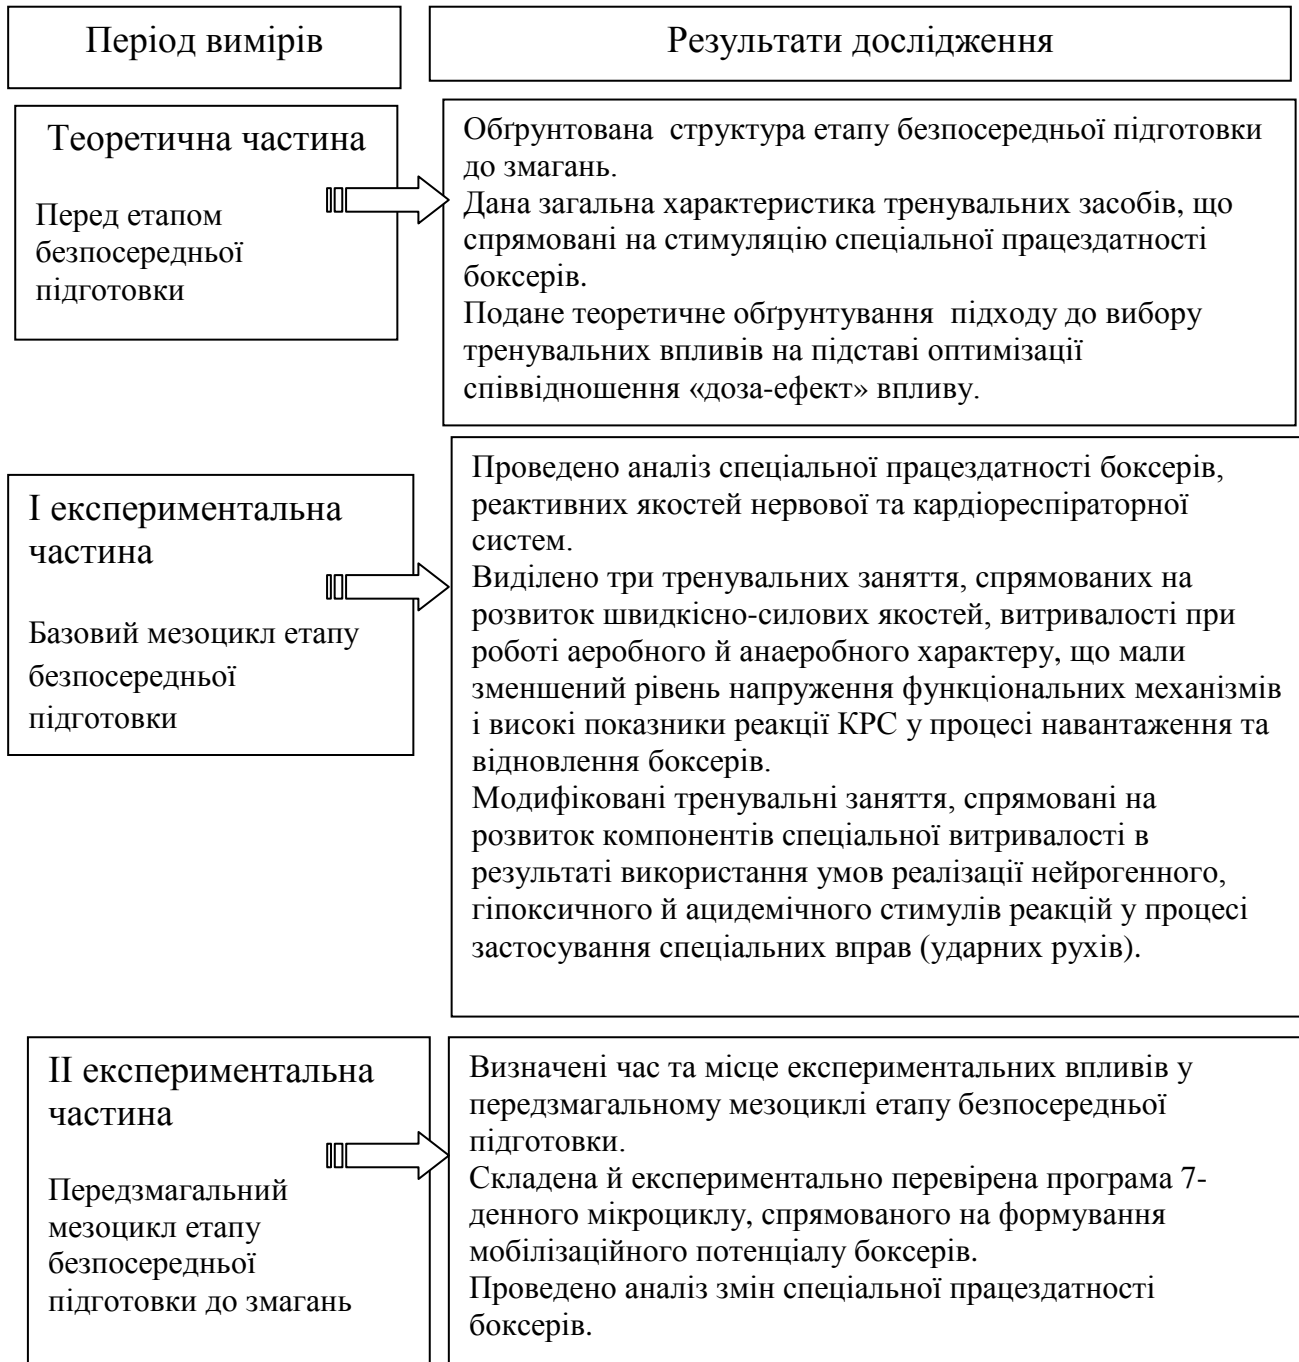 Період вимірів
Результати дослідження
Теоретична частина
Перед етапом
безпосередньої
підготовки
Обґрунтована структура етапу безпосередньої підготовки
до змагань.
Дана загальна характеристика тренувальних засобів, що
спрямовані на стимуляцію спеціальної працездатності
боксерів.
Подане теоретичне обґрунтування підходу до вибору
тренувальних впливів на підставі оптимізації
співвідношення «доза-ефект» впливу.
І експериментальна
частина
Базовий мезоцикл етапу
безпосередньої
підготовки
Проведено аналіз спеціальної працездатності боксерів,
реактивних якостей нервової та кардіореспіраторної
систем.
Виділено три тренувальних заняття, спрямованих на
розвиток швидкісно-силових якостей, витривалості при
роботі аеробного й анаеробного характеру, що мали
зменшений рівень напруження функціональних механізмів
і високі показники реакції КРС у процесі навантаження та
відновлення боксерів.
Модифіковані тренувальні заняття, спрямовані на
розвиток компонентів спеціальної витривалості в
результаті використання умов реалізації нейрогенного,
гіпоксичного й ацидемічного стимулів реакцій у процесі
застосування спеціальних вправ (ударних рухів).
ІІ експериментальна
частина
Передзмагальний
мезоцикл етапу
безпосередньої
підготовки до змагань
Визначені час та місце експериментальних впливів у
передзмагальному мезоциклі етапу безпосередньої
підготовки.
Складена й експериментально перевірена програма 7-
денного мікроциклу, спрямованого на формування
мобілізаційного потенціалу боксерів.
Проведено аналіз змін спеціальної працездатності
боксерів.